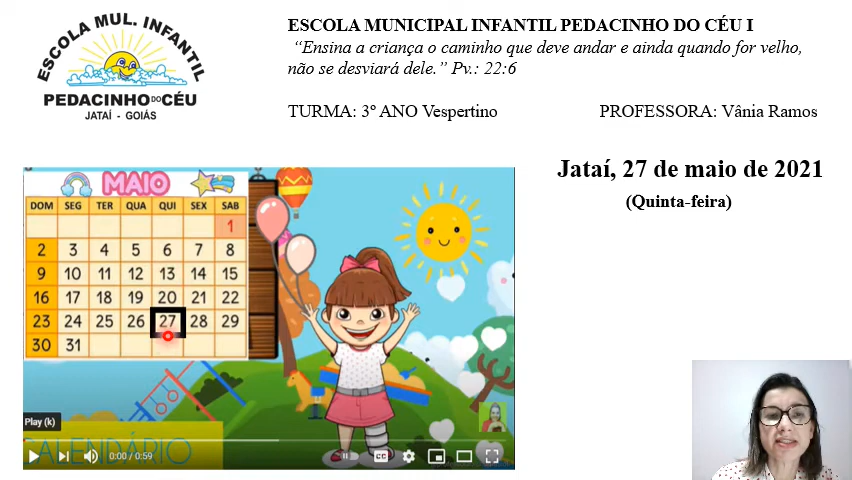 ESCOLA MUL. INFANTIL
PEDACINHO DO CÉU
JATAÍ - GOIÁS
ESCOLA MUNICIPAL INFANTIL PEDACINHO DO CÉU I
“Ensina a criança o caminho que deve andar e ainda quando for velho,
não se desviará dele.” Pv.: 22:6
TURMA: 3º ANO Vespertino PROFESSORA: Vânia Ramos
Jataí, 27 de maio de 2021
(Quinta-feira)
MAIO
DOM SEG TER QUA QUI SEX SAB
1
2 3 4 5 6 7 8
9 10 11 12 13 14 15
16 17 18 19 20 21 22
23 24 25 26 27 28 29
30 31
Play (k)
CALENDÁRIO
0:00 / 0:59
CC